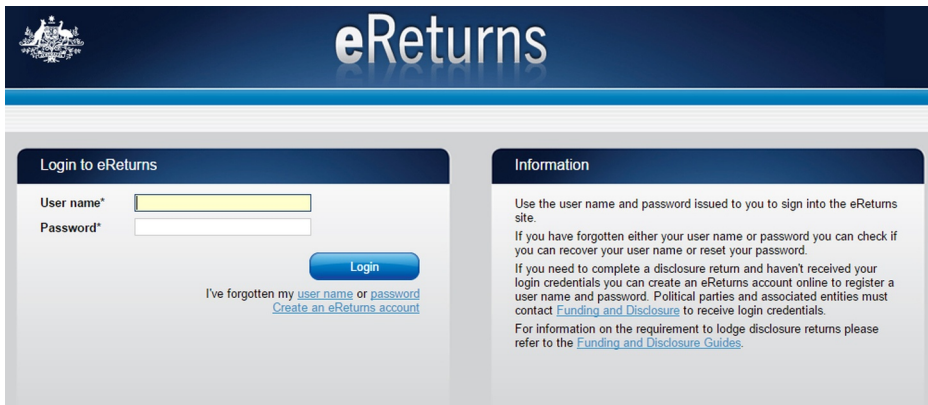 eReturns
Login to eReturns
User name*
Password*
Login
I've forgotten my user name or password
Create an eReturns account
Information
Use the user name and password issued to you to sign into the eReturns
site.
If you have forgotten either your user name or password you can check if
you can recover your user name or reset your password.
If you need to complete a disclosure return and haven't received your
login credentials you can create an eReturns account online to register a
user name and password. Political parties and associated entities must
contact Funding and Disclosure to receive login credentials.
For information on the requirement to lodge disclosure returns please
refer to the Funding and Disclosure Guides.